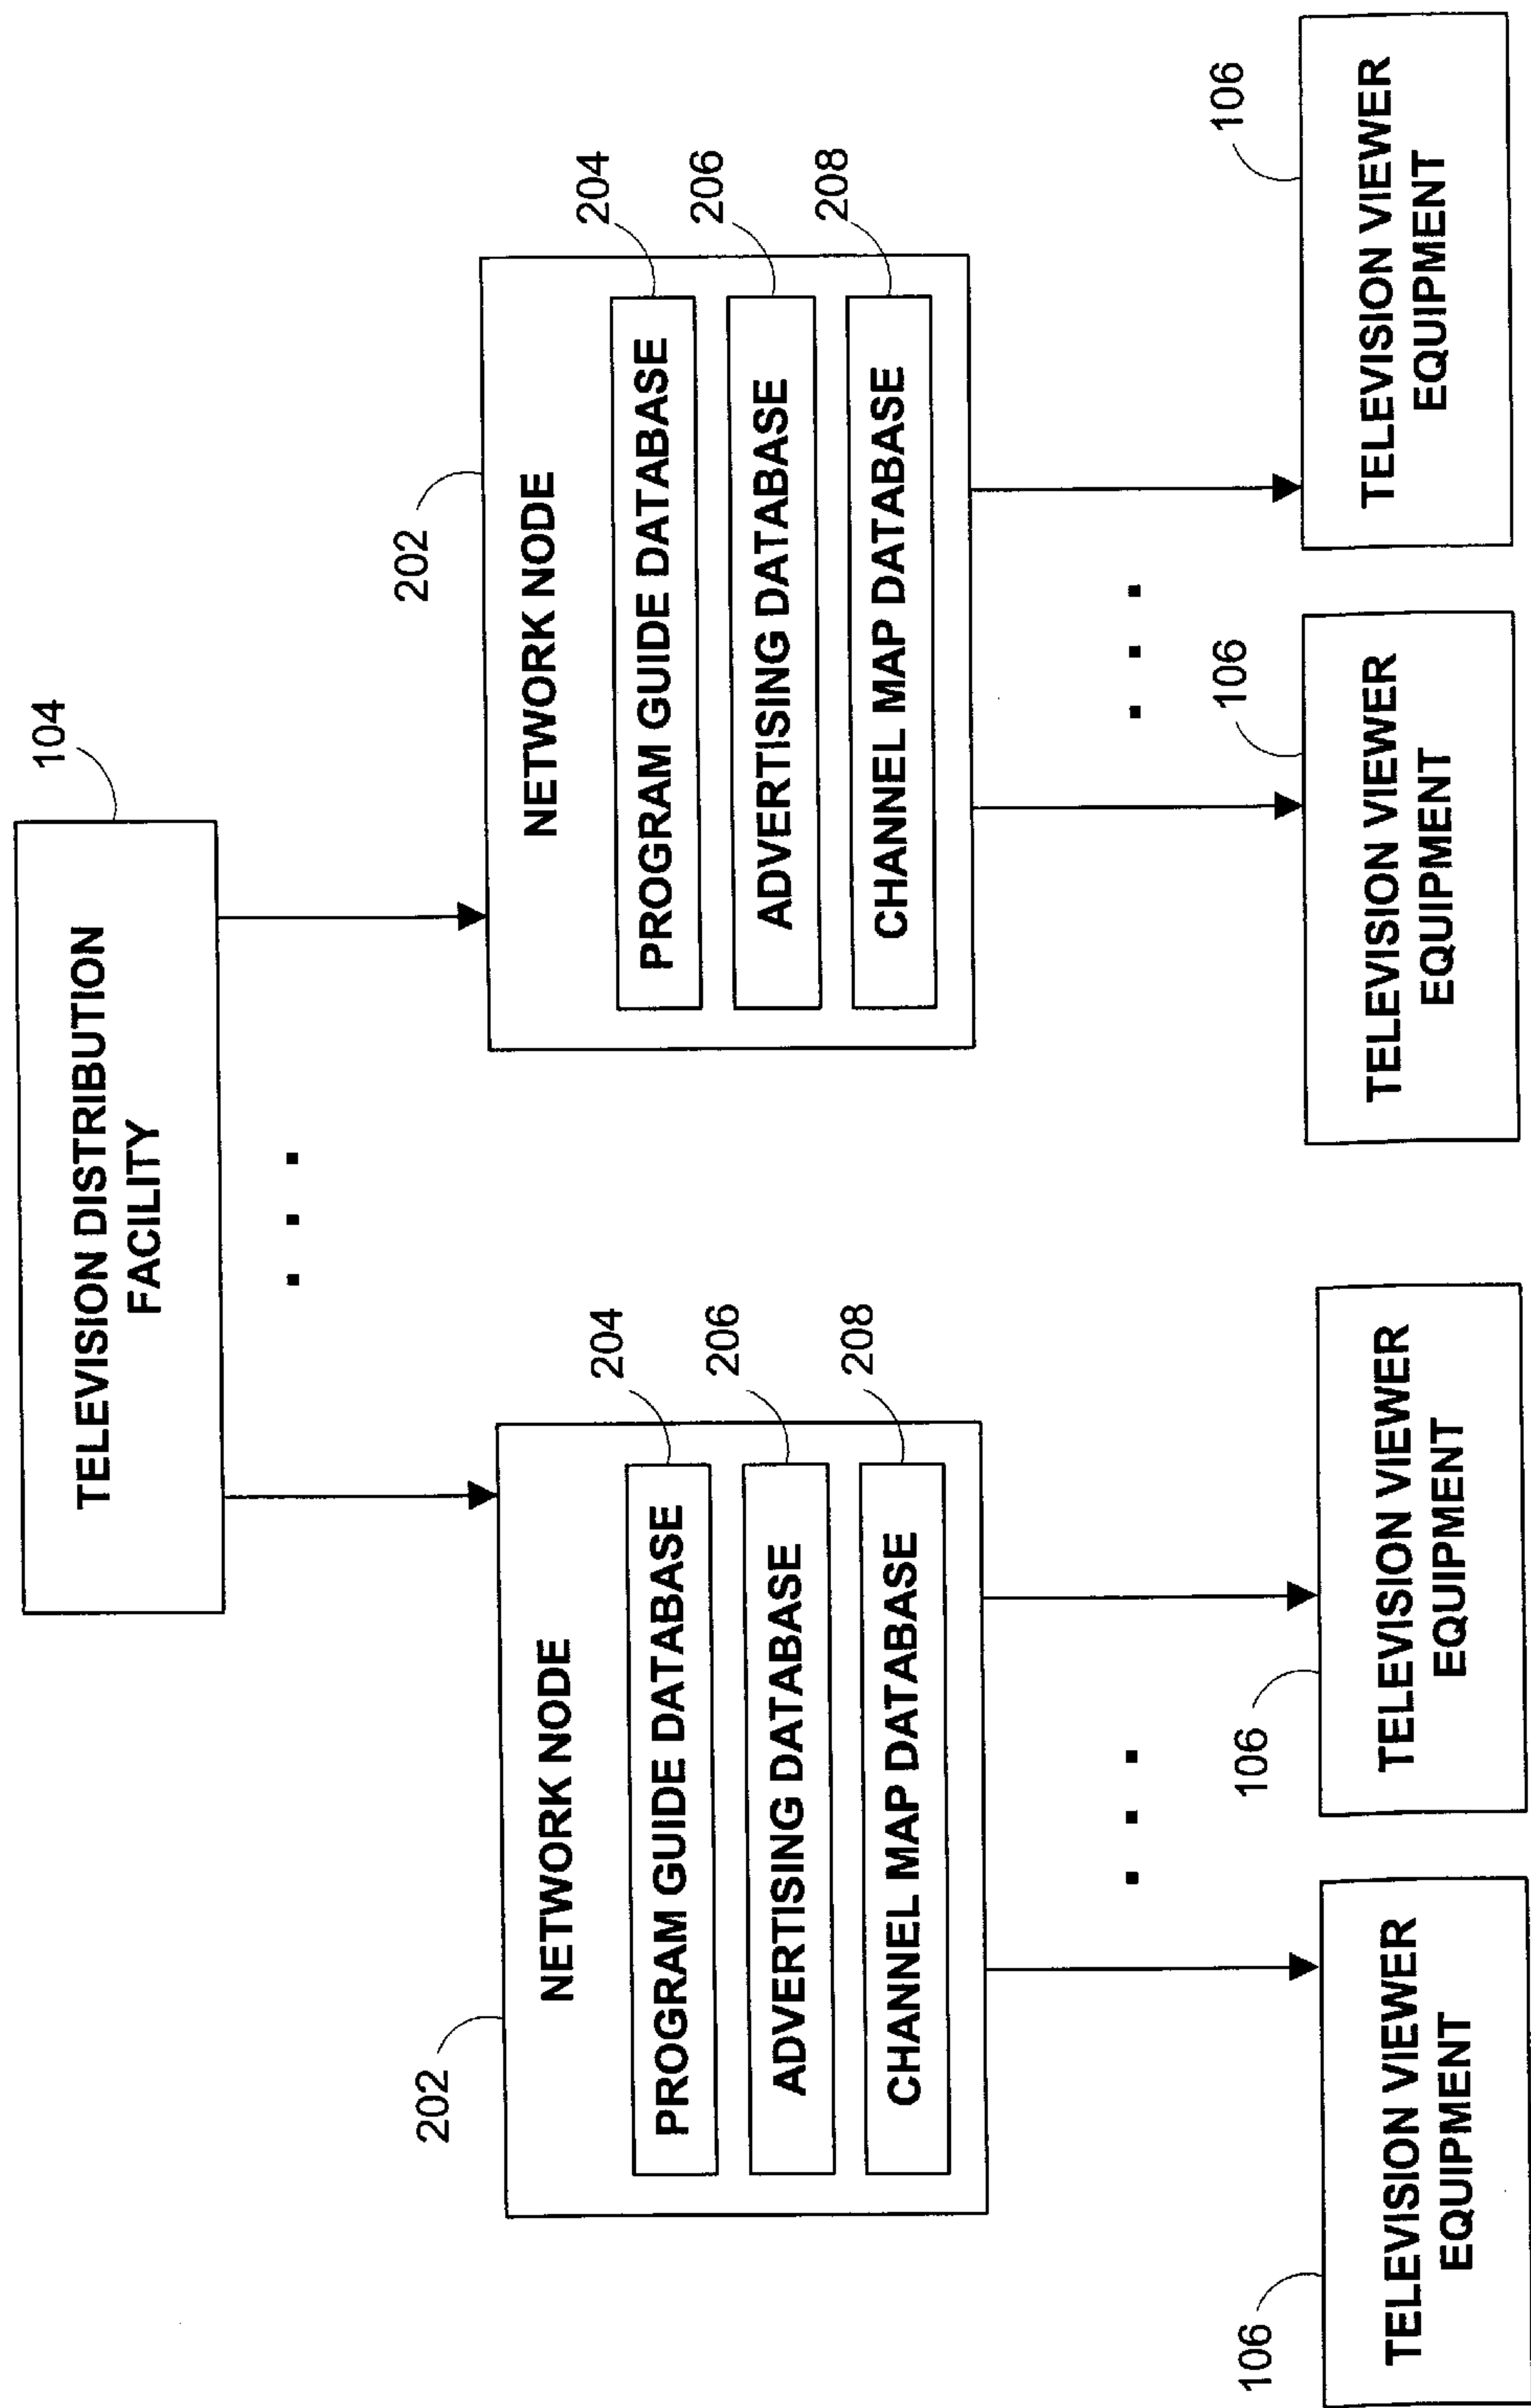 104
TELEVISION DISTRIBUTION
FACILITY
202
NETWORK NODE
PROGRAM GUIDE DATABASE
204
ADVERTISING DATABASE
206
CHANNEL MAP DATABASE
208
202
NETWORK NODE
PROGRAM GUIDE DATABASE
204
ADVERTISING DATABASE
206
CHANNEL MAP DATABASE
208
106
TELEVISION VIEWER
EQUIPMENT
106
TELEVISION VIEWER
EQUIPMENT
106
TELEVISION VIEWER
EQUIPMENT
106
TELEVISION VIEWER
EQUIPMENT